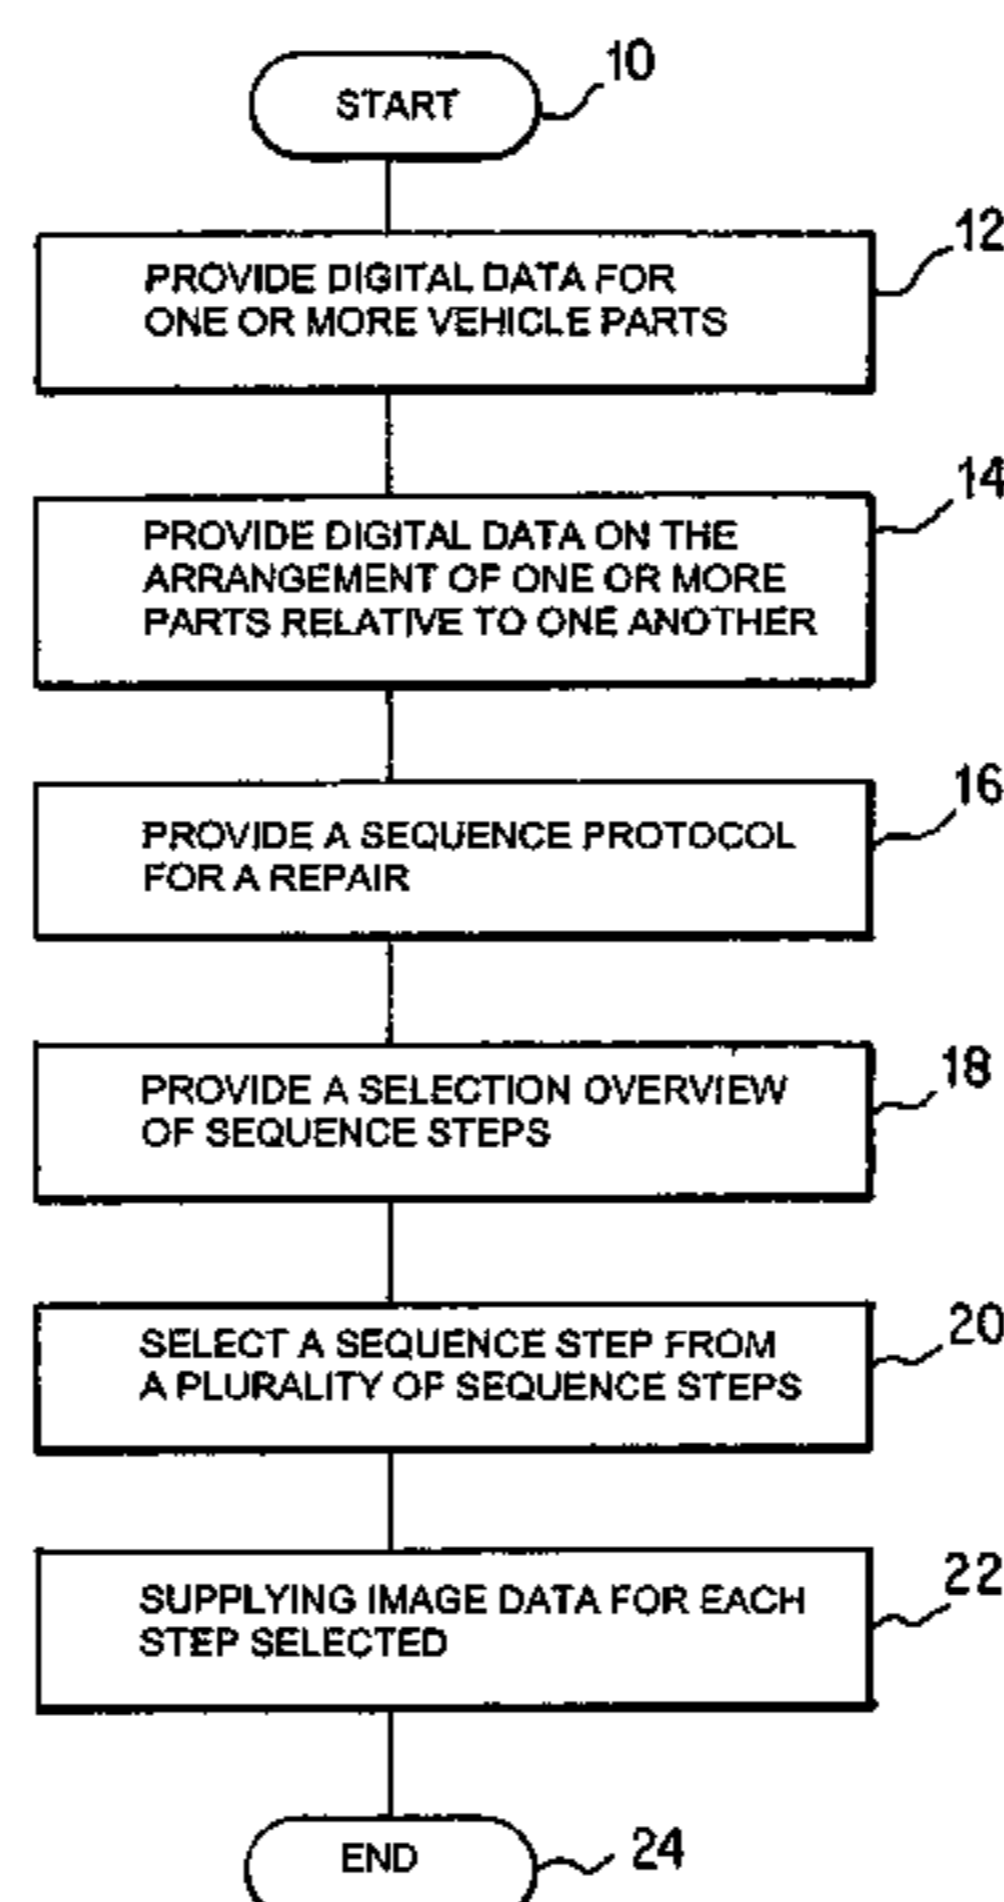 START
10
PROVIDE DIGITAL DATA FOR
ONE OR MORE VEHICLE PARTS
12
PROVIDE DIGITAL DATA ON THE
ARRANGEMENT OF ONE OR MORE
PARTS RELATIVE TO ONE ANOTHER
14
PROVIDE A SEQUENCE PROTOCOL
FOR A REPAIR
16
PROVIDE A SELECTION OVERVIEW
OF SEQUENCE STEPS
18
SELECT A SEQUENCE STEP FROM
A PLURALITY OF SEQUENCE STEPS
20
SUPPLYING IMAGE DATA FOR EACH
STEP SELECTED
22
END
24